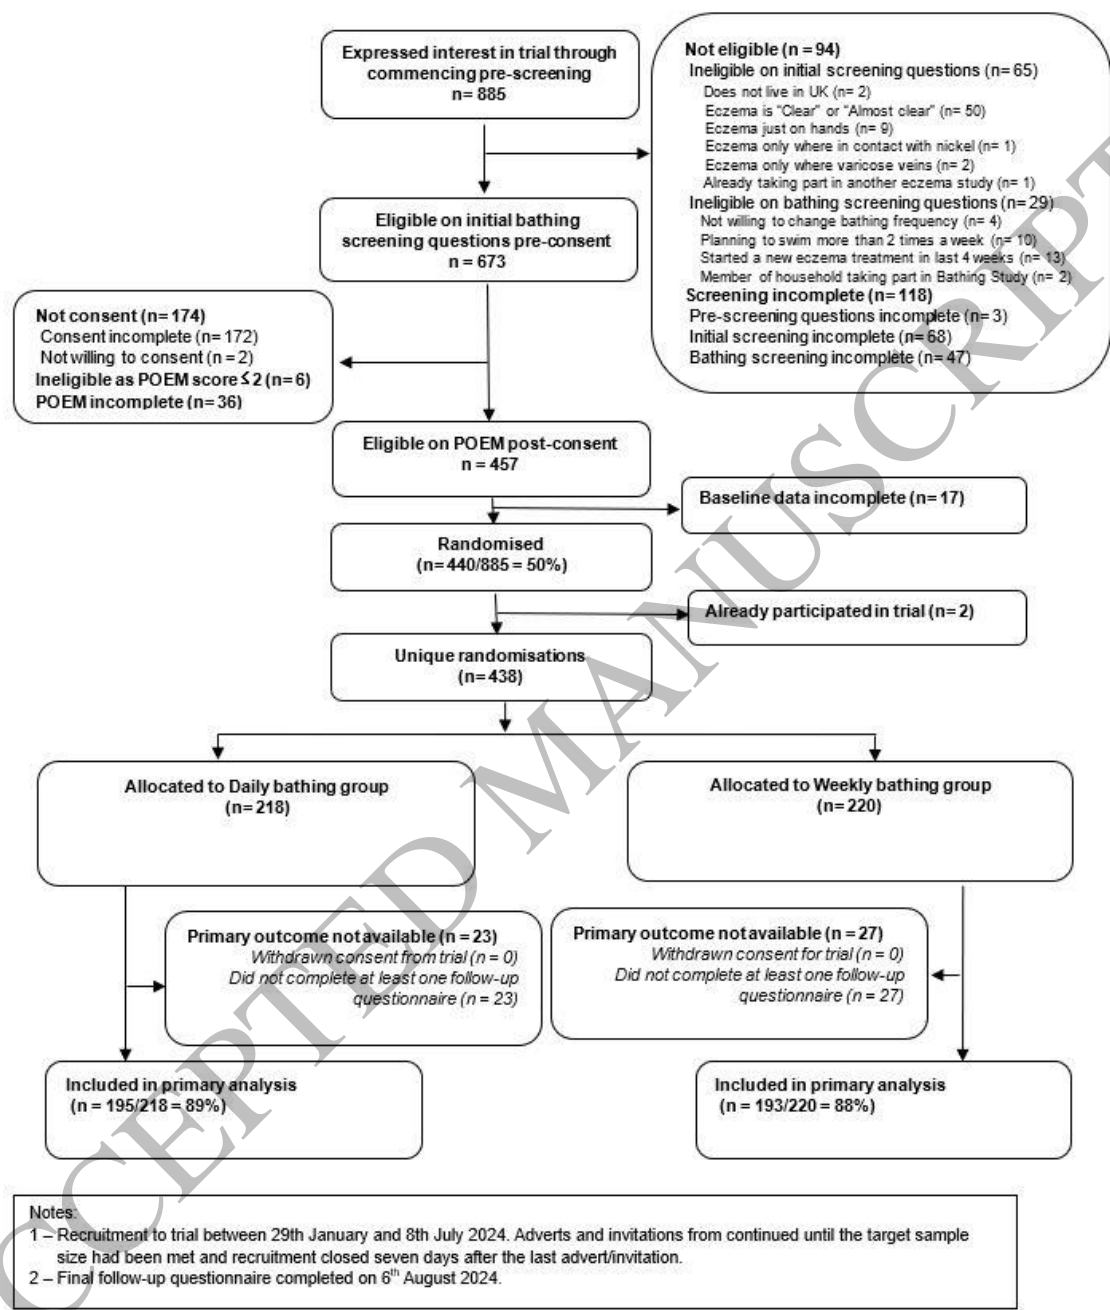 Expressed interest in trial through
commencing pre-screening
n= 885
Not eligible (n= 94)
Ineligible on initial screening questions (n= 65)
Does not live in UK (n= 2)
Eczema is "Clear" or "Almost clear" (n= 50)
Eczema just on hands (n= 9)
Eczema only where in contact with nickel (n= 1)
Eczema only where varicose veins (n= 2)
Already taking part in another eczema study (n= 1)
Ineligible on bathing screening questions (n= 29)
Not willing to change bathing frequency (n= 4)
Planning to swim more than 2 times a week (n= 10)
Started a new eczema treatment in last 4 weeks (n= 13)
Member of household taking part in Bathing Study (n= 2)
Screening incomplete (n= 118)
Pre-screening questions incomplete (n= 3)
Initial screening incomplete (n= 68)
Bathing screening incomplete (n= 47)
Eligible on initial bathing
screening questions pre-consent
n = 673
Not consent (n= 174)
Consent incomplete (n= 172)
Not willing to consent (n = 2)
Ineligible as POEM score ≤ 2 (n= 6)
POEM incomplete (n= 36)
Eligible on POEM post-consent
n = 457
Baseline data incomplete (n= 17)
Randomised
(n= 440/885 = 50%)
Already participated in trial (n= 2)
Unique randomisations
(n= 438)
Allocated to Daily bathing group
(n= 218)
Allocated to Weekly bathing group
(n= 220)
Primary outcome not available (n = 23)
Withdrawn consent from trial (n = 0)
Did not complete at least one follow-up
questionnaire (n = 23)
Primary outcome not available (n = 27)
Withdrawn consent for trial (n = 0)
Did not complete at least one follow-up
questionnaire (n = 27)
Included in primary analysis
(n = 195/218 = 89%)
Included in primary analysis
(n = 193/220 = 88%)
Notes:
1 – Recruitment to trial between 29th January and 8th July 2024. Adverts and invitations from continued until the target sample
size had been met and recruitment closed seven days after the last advert/invitation.
2 – Final follow-up questionnaire completed on 6th August 2024.
CCEPTED MANUSCRIPT